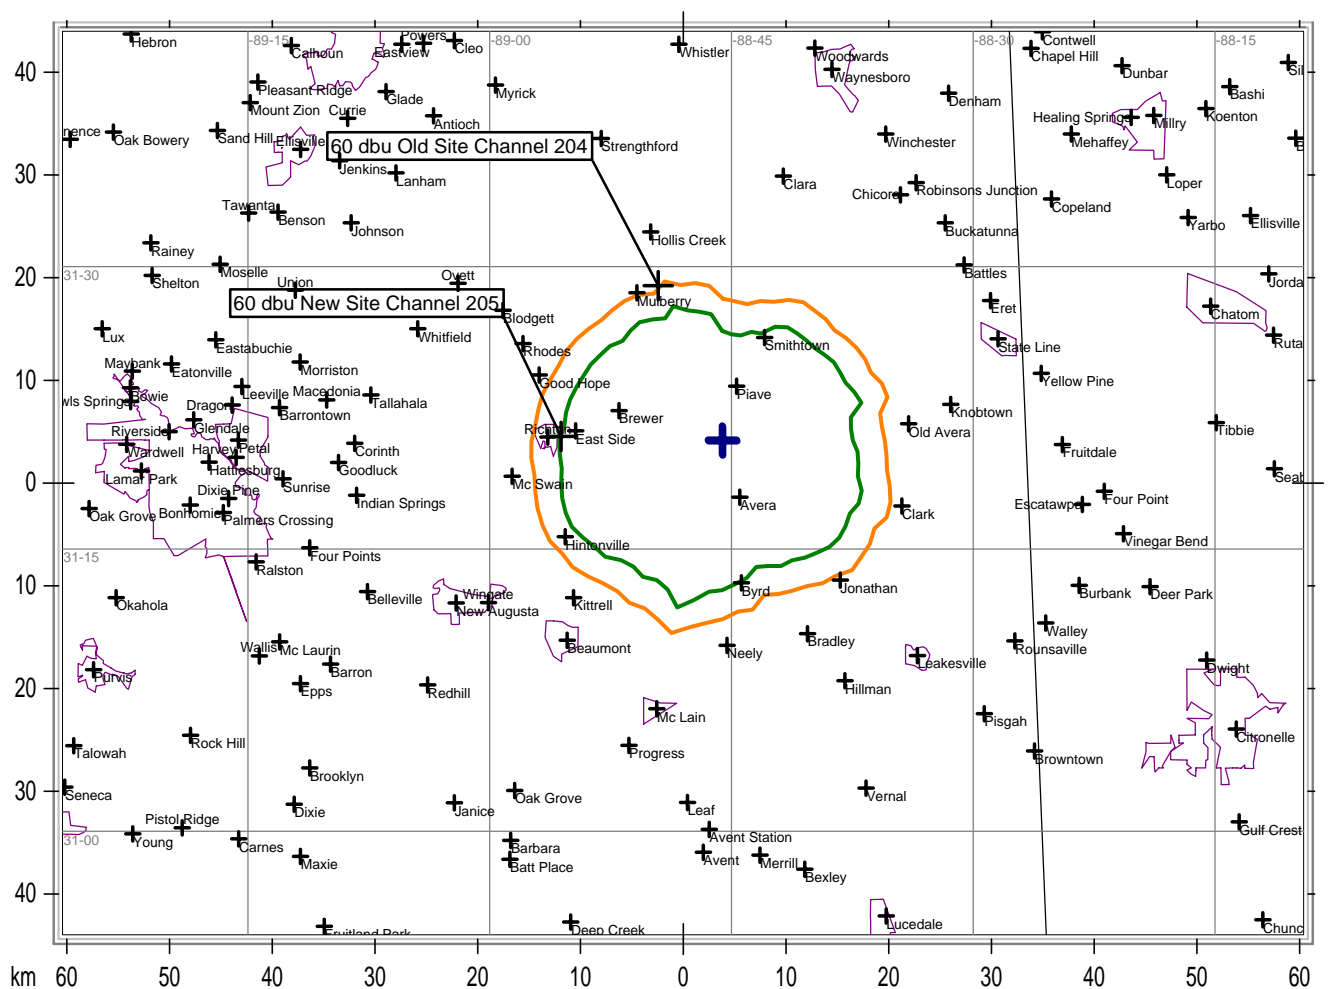 Hebron
-89-15
Calhoun
Powers
Eastview
Cleo
-89-00
Whistler
-88-45
Woodwards
Waynesboro
-88-30
Contwell
Chapel Hill
-88-15
Dunbar
Sil
40
Pleasant Ridge
Mount Zion
Currie
Glade
Myrick
Antioch
Denham
Bashi
Koenton
Healing Springs
Millry
nence
Oak Bowery
Sand Hill
Ellisville
60 dbu Old Site Channel 204
Strengthford
Winchester
Mehaffey
E
30
Jenkins
Lanham
Clara
Chicora
Robinsons Junction
Loper
Tawanta
Benson
Johnson
Copeland
Yarbo
Ellisville
Hollis Creek
Buckatunna
Rainey
31-30
Shelton
Moselle
Union
Ovett
Mulberry
Battles
Jorda
20
60 dbu New Site Channel 205
Blodgett
Eret
Chatom
Lux
Eastabuchie
Whitfield
Rhodes
Smithtown
State Line
Ruta
Maybank
Eatonville
Morriston
Good Hope
Piave
Yellow Pine
10
Bowie
wls Springs
Leeville
Macedonia
Tallahala
Dragon
Barrontown
Brewer
Knobtown
Riverside
Glendale
Richton
East Side
Old Avera
Tibbie
Wardwell
Harvey
Petal
Corinth
Fruitdale
Lamar Park
Hattiesburg
Goodluck
Mc Swain
Seab
0
Dixie Pine
Sunrise
Indian Springs
Avera
Escatawpa
Four Point
Oak Grove
Bonhomie
Palmers Crossing
Clark
Vinegar Bend
31-15
Four Points
Hintonville
Ralston
10
Okahola
Belleville
Wingate
New Augusta
Kittrell
Byrd
Jonathan
Burbank
Deer Park
Wallis
Mc Laurin
Barron
Beaumont
Neely
Bradley
Walley
Rounsaville
Leakesville
Dwight
Purvis
Epps
Redhill
Hillman
20
Mc Lain
Pisgah
Talowah
Rock Hill
Progress
Citronelle
Browntown
Brooklyn
30
Seneca
Dixie
Janice
Oak Grove
Leaf
Vernal
Pistol Ridge
31-00
Young
Carnes
Barbara
Avent Station
Gulf Crest
Maxie
Batt Place
Avent
Merrill
Bexley
40
Fruitland Park
Deep Creek
Lucedale
Chunc
km 60 50 40 30 20 10 0 10 20 30 40 50 60